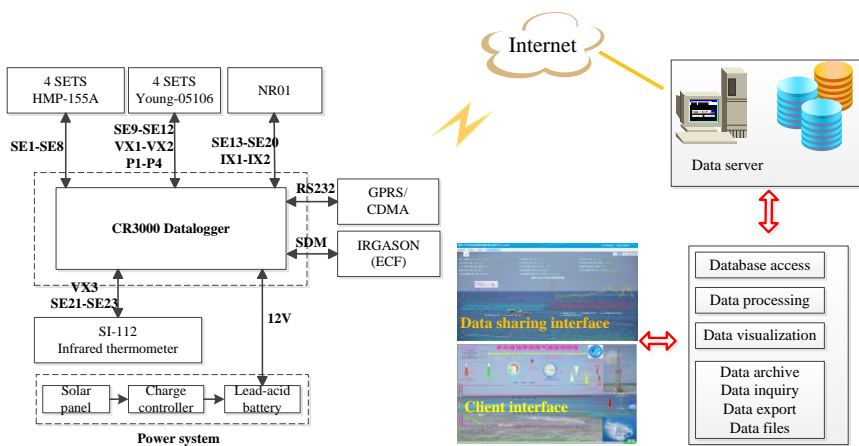 Internet
4 SETS
HMP-155A
4 SETS
Young-05106
NR01
SE1-SE8
SE9-SE12
VX1-VX2
P1-P4
SE13-SE20
IX1-IX2
Data server
CR3000 Datalogger
RS232
GPRS/
CDMA
SDM
IRGASON
(ECF)
VX3
SE21-SE23
12V
SI-112
Infrared thermometer
Solar
panel
Charge
controller
Lead-acid
battery
Power system
Data sharing interface
Client interface
Database access
Data processing
Data visualization
Data archive
Data inquiry
Data export
Data files